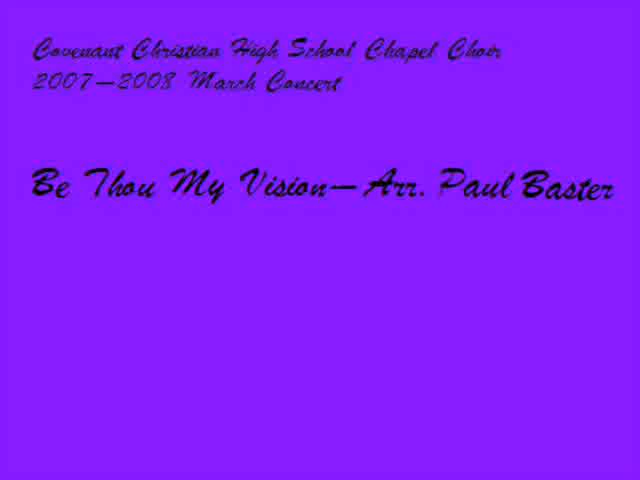 Covenant Christian High School Chapel Choir
2007-2008 March Concert
Be Thou My Vision-Arr. Paul Baster